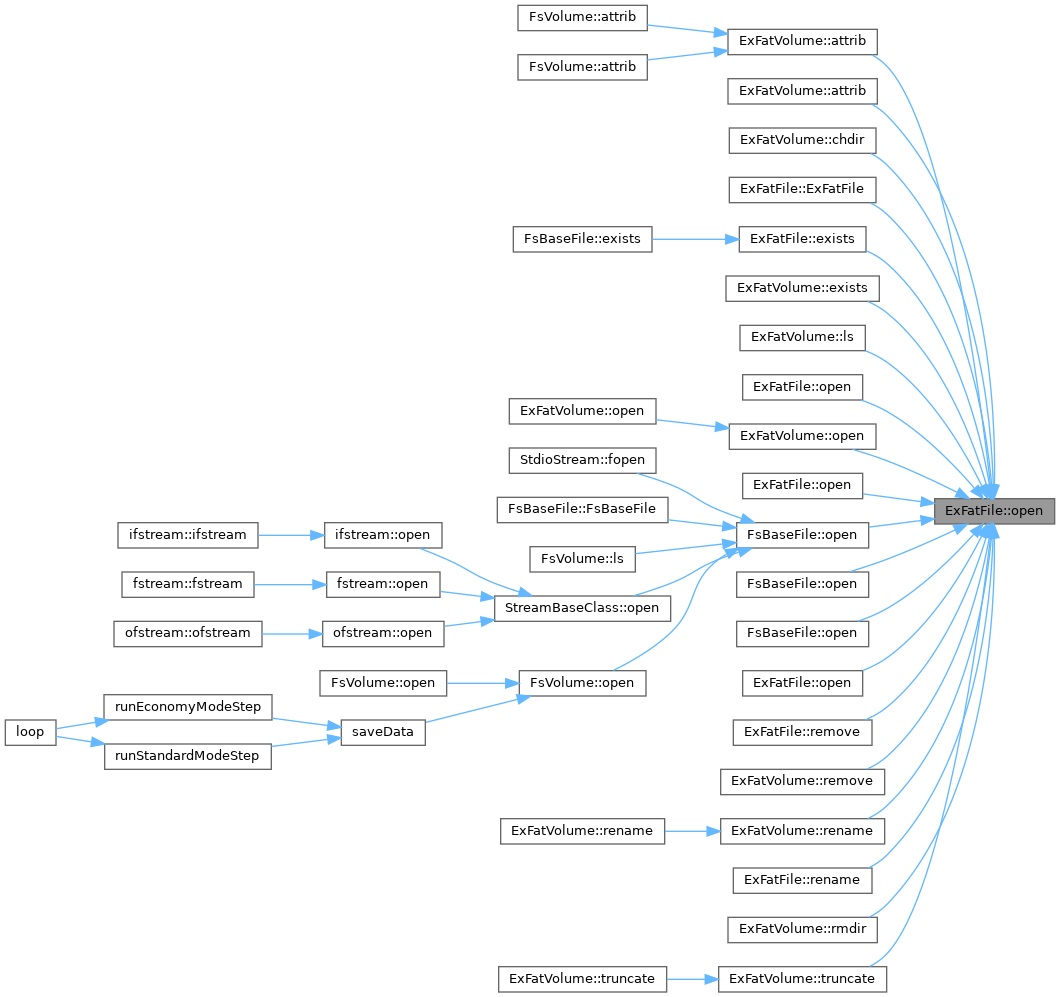 FsVolume::attrib
ExFatVolume::attrib
FsVolume::attrib
ExFatVolume::attrib
ExFatVolume::chdir
ExFatFile::ExFatFile
FsBaseFile::exists
ExFatFile::exists
ExFatVolume::exists
ExFatVolume::ls
ExFatFile::open
ExFatVolume::open
ExFatVolume::open
StdioStream::fopen
ExFatFile::open
FsBaseFile::FsBaseFile
ExFatFile::open
ifstream::ifstream
ifstream::open
FsBaseFile::open
FsVolume::ls
fstream::fstream
fstream::open
FsBaseFile::open
StreamBaseClass::open
ofstream::ofstream
ofstream::open
FsBaseFile::open
FsVolume::open
FsVolume::open
ExFatFile::open
runEconomyModeStep
loop
saveData
ExFatFile::remove
runStandardModeStep
ExFatVolume::remove
ExFatVolume::rename
ExFatVolume::rename
ExFatFile::rename
ExFatVolume::rmdir
ExFatVolume::truncate
ExFatVolume::truncate